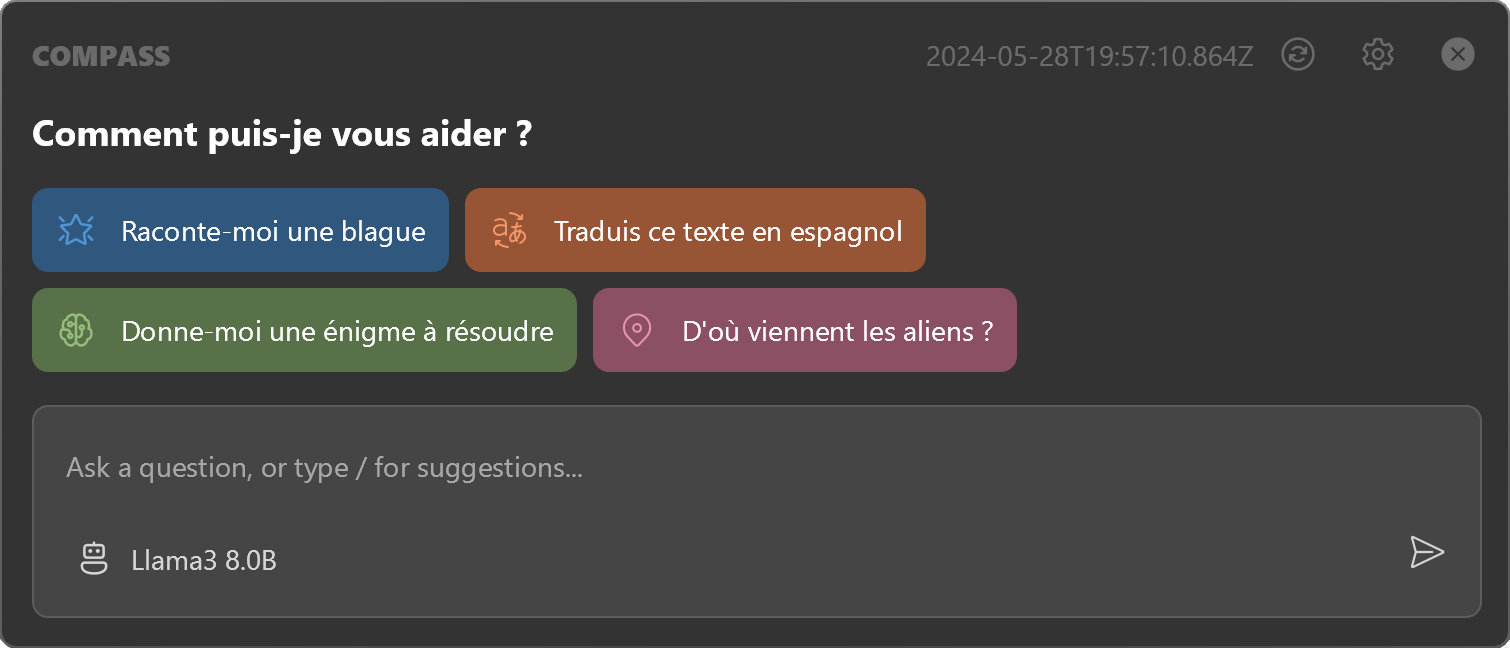 COMPASS 2024-05-28T19:57:10.864Z
Comment puis-je vous aider ?
Raconte-moi une blague Traduis ce texte en espagnol
Donne-moi une énigme à résoudre D'où viennent les aliens ?
Ask a question, or type / for suggestions...
Llama3 8.0B